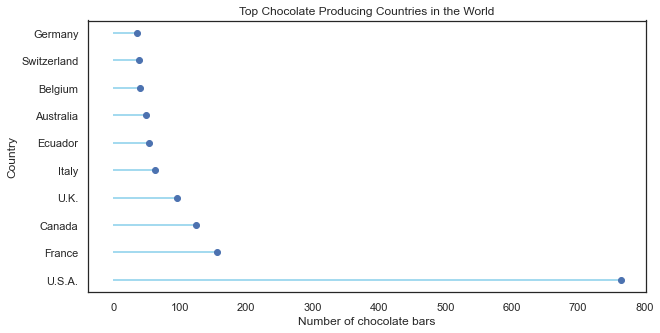 Top Chocolate Producing Countries in the World
Country
Germany
Switzerland
Belgium
Australia
Ecuador
Italy
U.K.
Canada
France
U.S.A.
0 100 200 300 400 500 600 700 800
Number of chocolate bars